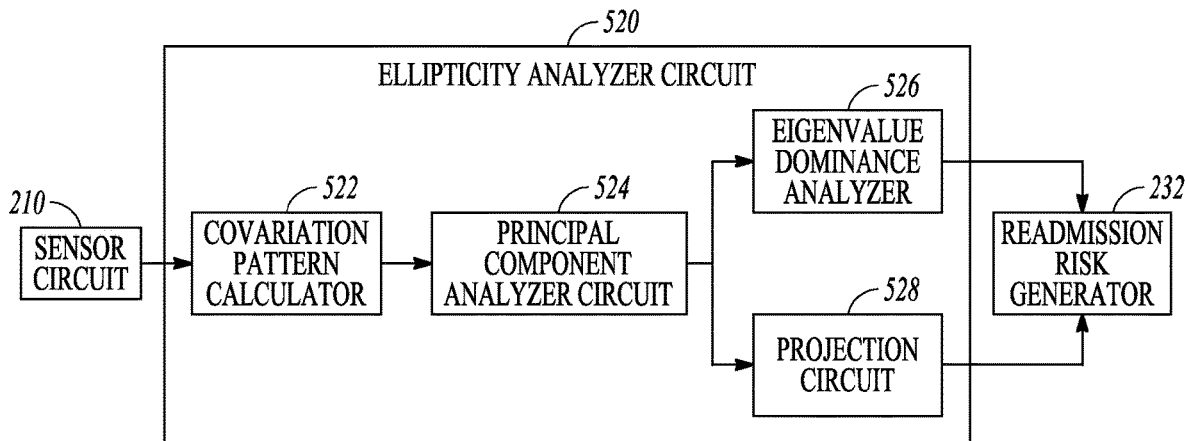 520
ELLIPTICITY ANALYZER CIRCUIT
526
EIGENVALUE
DOMINANCE
ANALYZER
210
SENSOR
CIRCUIT
522
COVARIATION
PATTERN
CALCULATOR
524
PRINCIPAL
COMPONENT
ANALYZER CIRCUIT
232
READMISSION
RISK
GENERATOR
528
PROJECTION
CIRCUIT